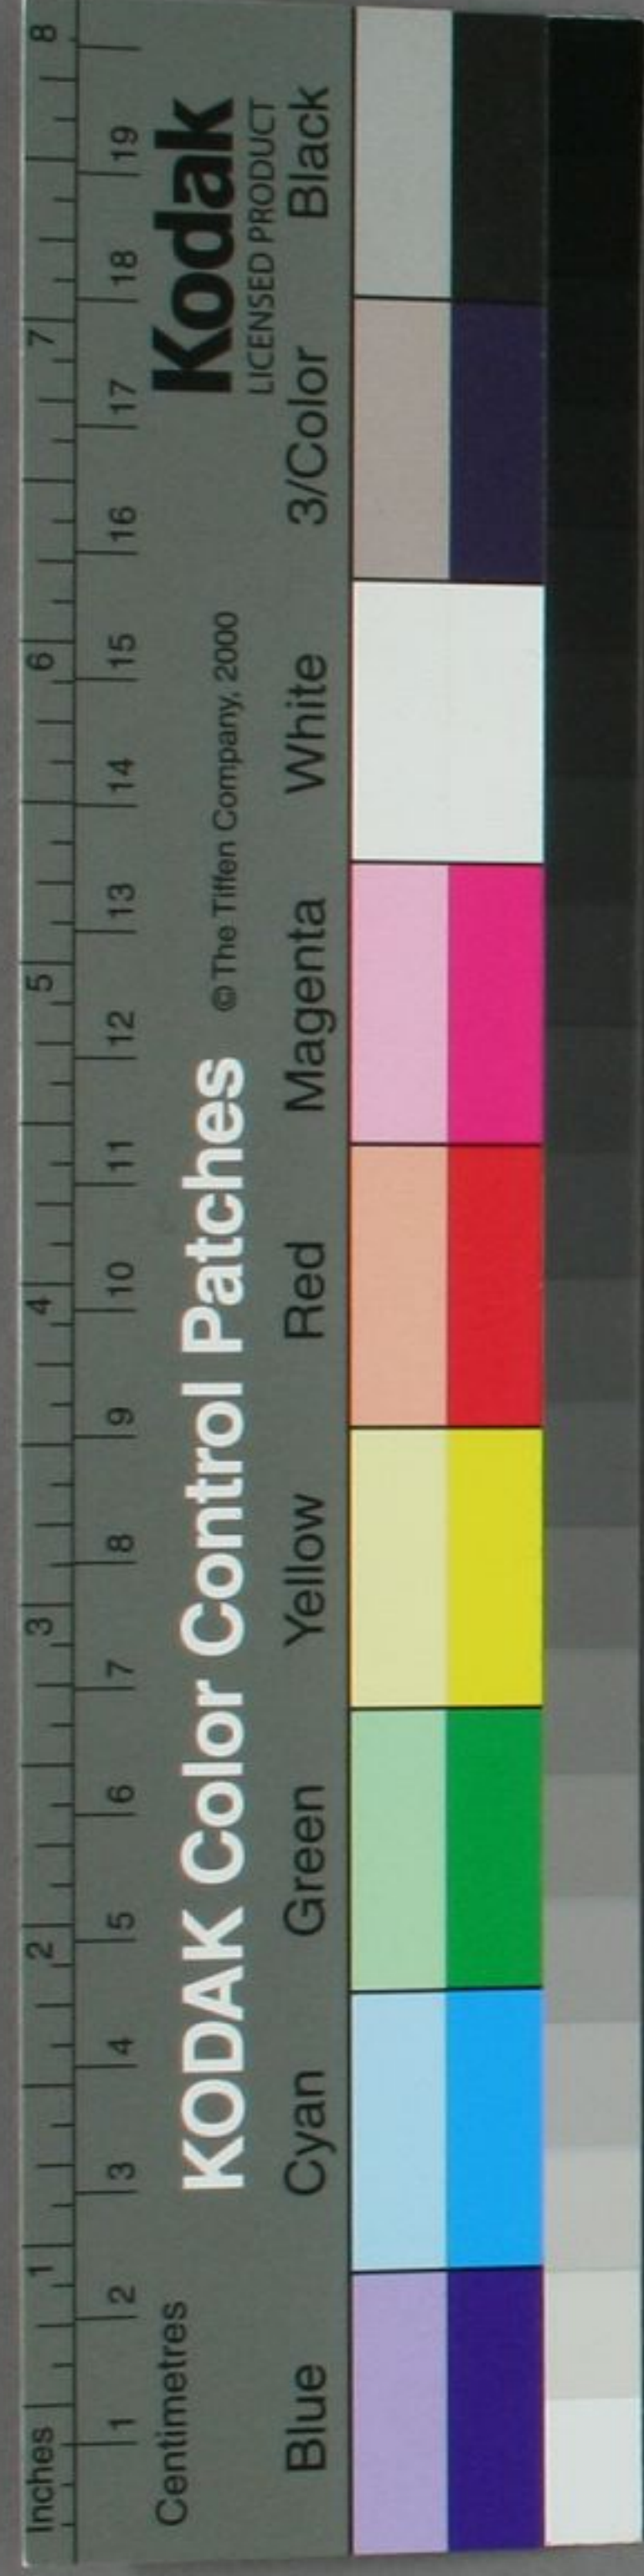 Inches 1 2 3 4 5 6 7 8
1 2 3 4 5 6 7 8 9 10 11 12 13 14 15 16 17 18 19
Centimetres
KODAK Color Control Patches © The Tiffen Company, 2000
Kodak
LICENSED PRODUCT
Blue Cyan Green Yellow Red Magenta White 3/Color Black